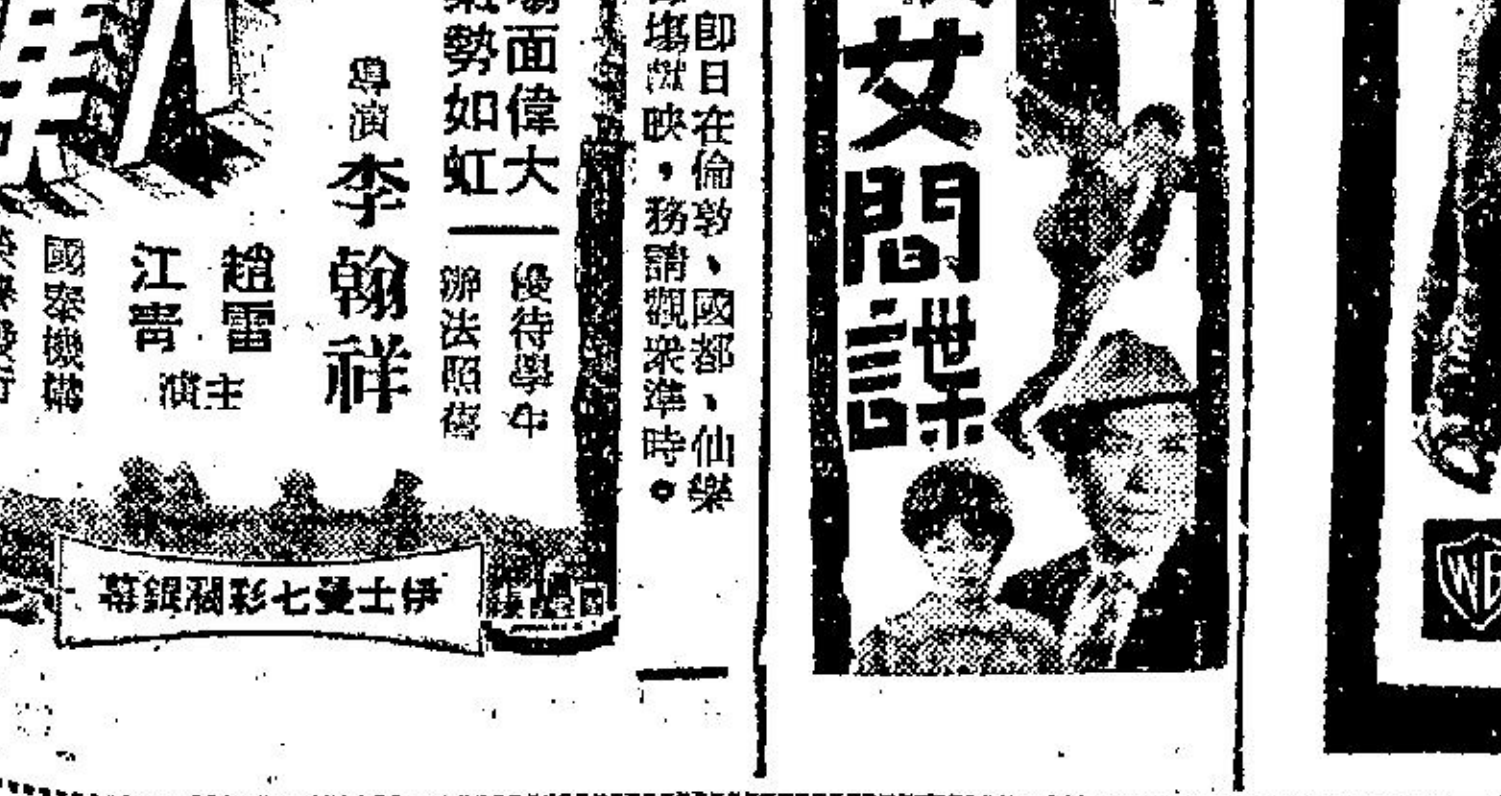 WB
女間諜
即日在倫敦、國都、仙樂
塲獻映，務請觀衆準時。
場面偉大
氣勢如虹
優待學生
辦法照舊
導演 李翰祥
趙雷
江青
主演
國泰機構
伊士曼七彩濶銀幕